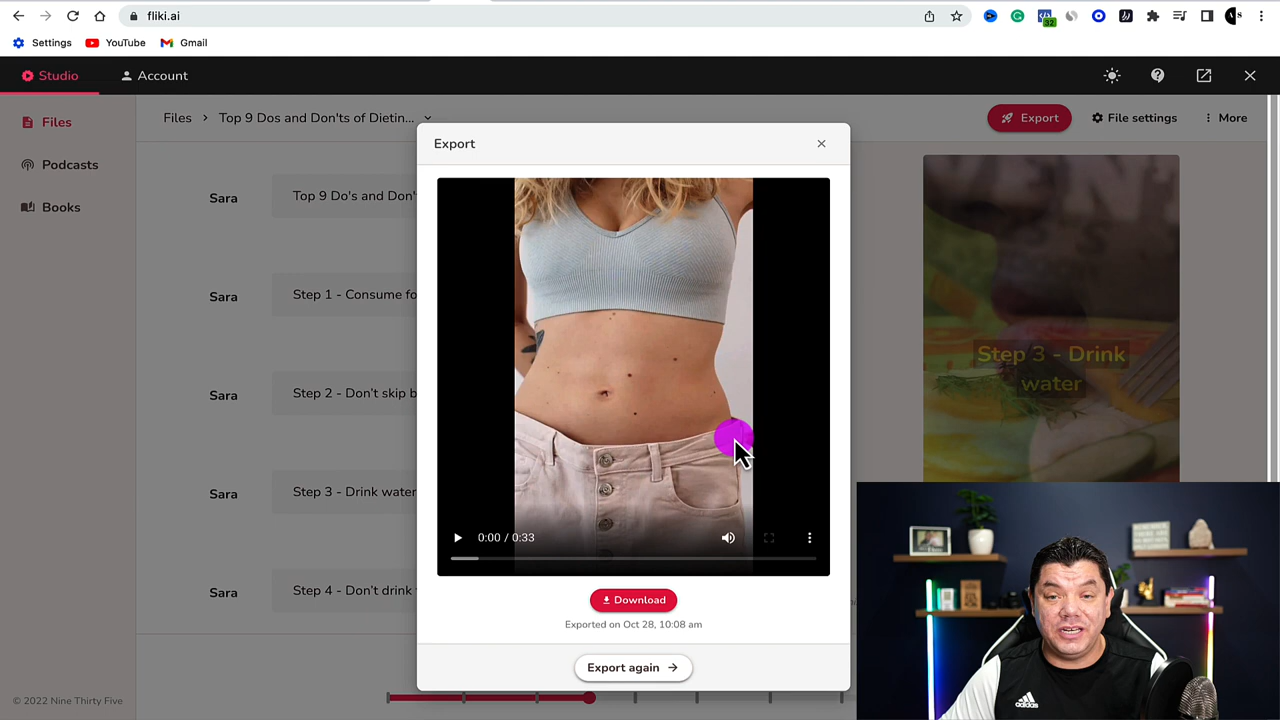 fliki.ai
32
Settings
YouTube
Gmail
Studio
Account
Files
Podcasts
Books
Files > Top 9 Dos and Don'ts of Dietin...
Export
File settings
More
Sara
Top 9 Do's and Don'
Sara
Step 1 - Consume fo
Sara
Step 2 - Don't skip b
Sara
Step 3 - Drink water
Sara
Step 4 - Don't drink
Export
0:00 / 0:33
Download
Exported on Oct 28, 10:08 am
Export again
Step 3 - Drink
water
adidas
© 2022 Nine Thirty Five